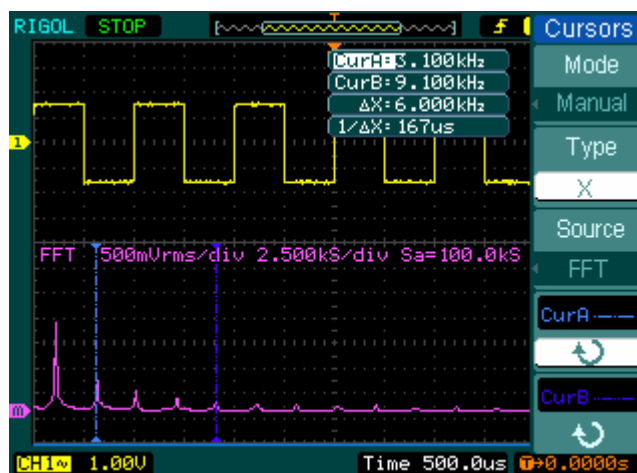 RIGOL STOP
T
Cursors
CurA=3.100kHz
CurB=9.100kHz
ΔX=6.000kHz
1/ΔX=167us
Mode
Manual
Type
X
Source
FFT
1
FFT 500mVrms/div 2.500kS/div Sa=100.0kS
CurA
CurB
m
CH1~ 1.00V Time 500.0us T→0.0000s